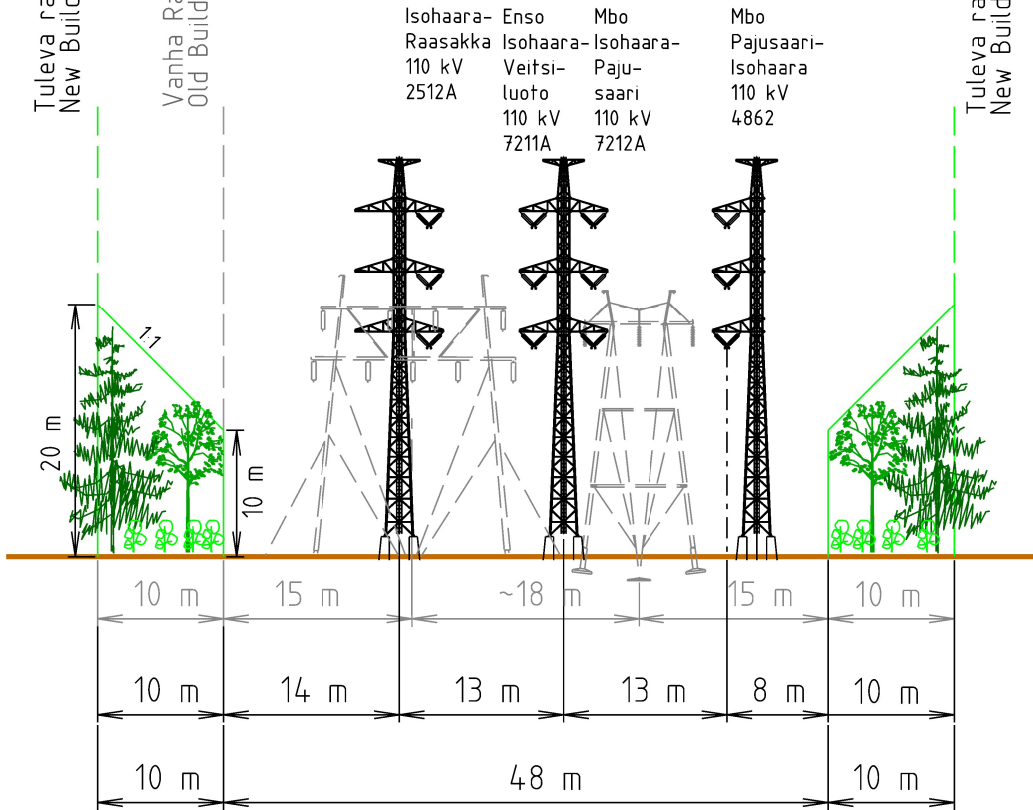 Tuleva ra
New Build
Vanha Ra
Old Build
Isohaara-
Raasakka
110 kV
2512A
Enso
Isohaara-
Veitsi-
luoto
110 kV
7211A
Mbo
Isohaara-
Paju-
saari
110 kV
7212A
Mbo
Pajusaari-
Isohaara
110 kV
4862
Tuleva ra
New Build
1:1
20 m
10 m
10 m
15 m
~18 m
15 m
10 m
10 m
14 m
13 m
13 m
8 m
10 m
10 m
48 m
10 m